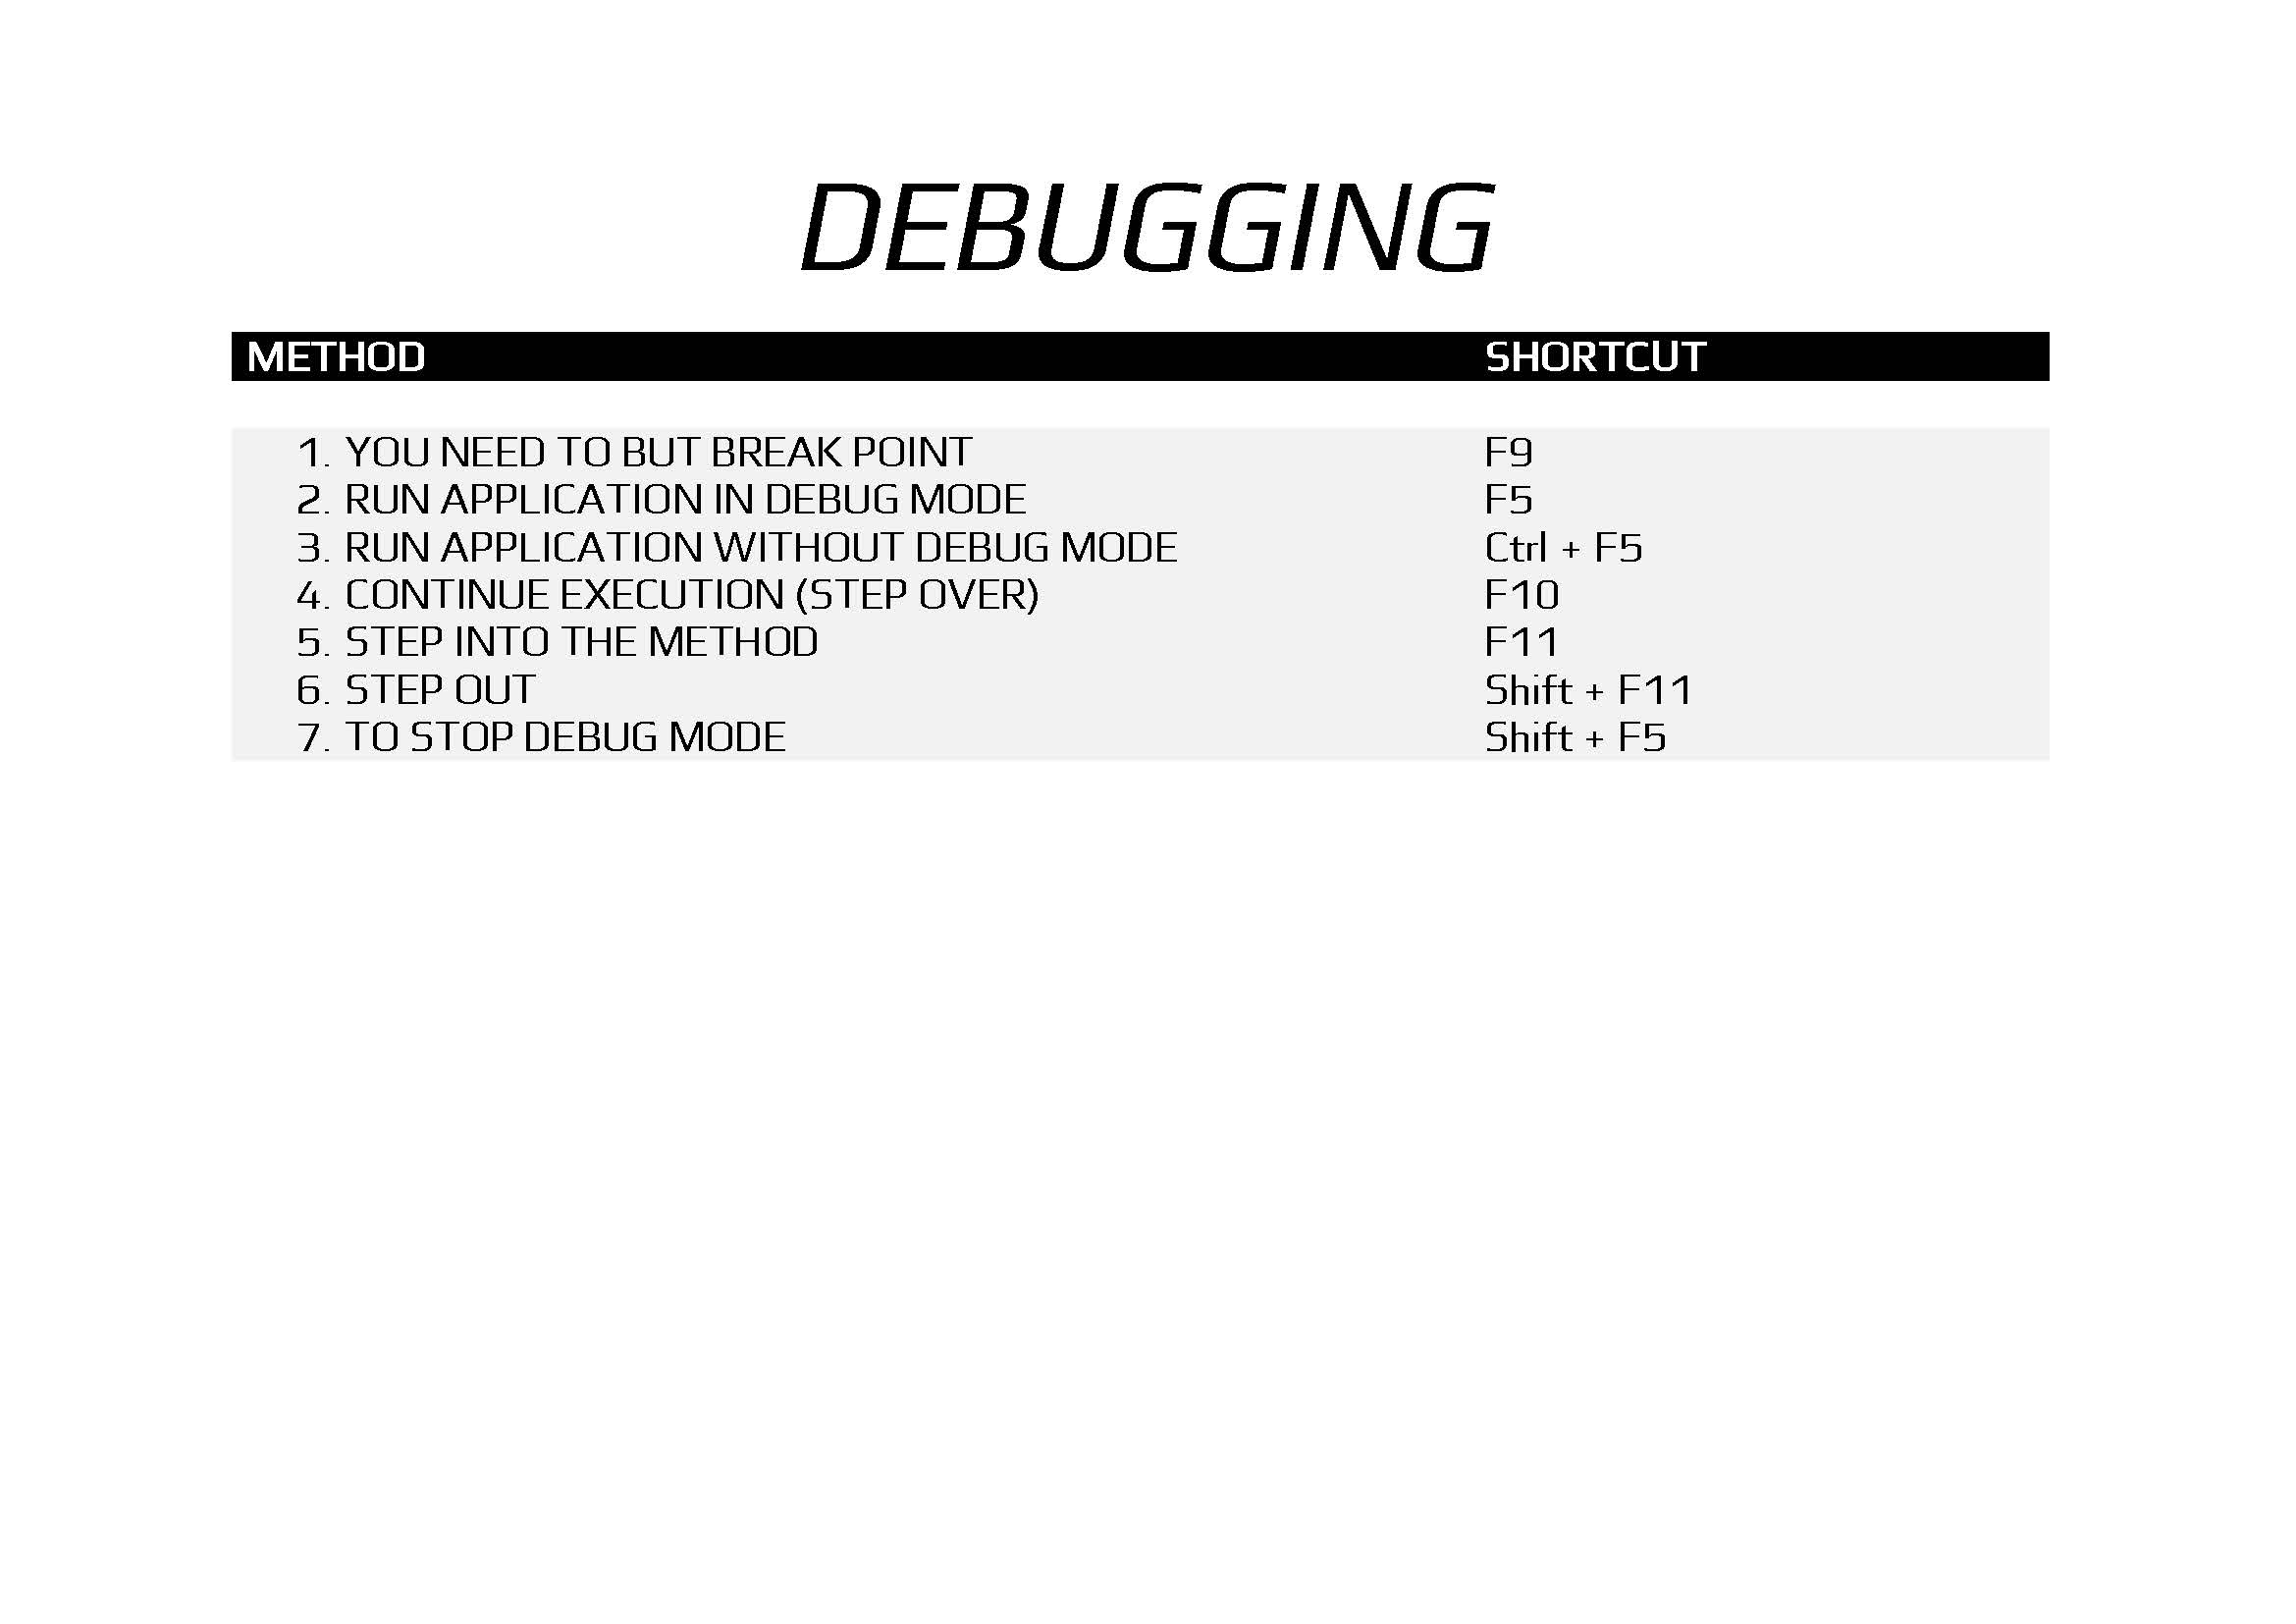 DEBUGGING
METHOD SHORTCUT
1. YOU NEED TO BUT BREAK POINT F9
2. RUN APPLICATION IN DEBUG MODE F5
3. RUN APPLICATION WITHOUT DEBUG MODE Ctrl + F5
4. CONTINUE EXECUTION (STEP OVER) F10
5. STEP INTO THE METHOD F11
6. STEP OUT Shift + F11
7. TO STOP DEBUG MODE Shift + F5